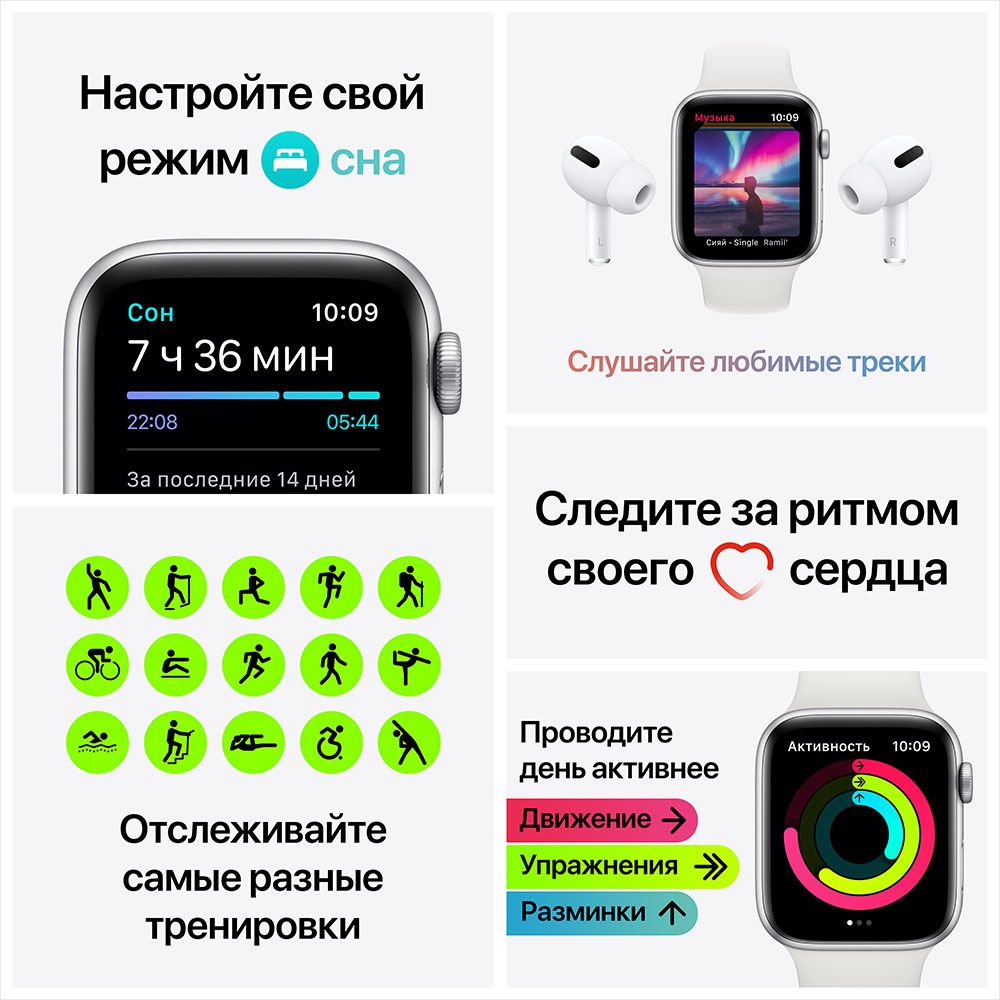 Настройте свой
режим сна
Сон 10:09
7 ч 36 мин
22:08 05:44
За последние 14 дней
Музыка 10:09
Сияй - Single Ramil'
L
R
Слушайте любимые треки
Следите за ритмом
своего сердца
Отслеживайте
самые разные
тренировки
Проводите
день активнее
Движение
Упражнения
Разминки
Активность 10:09